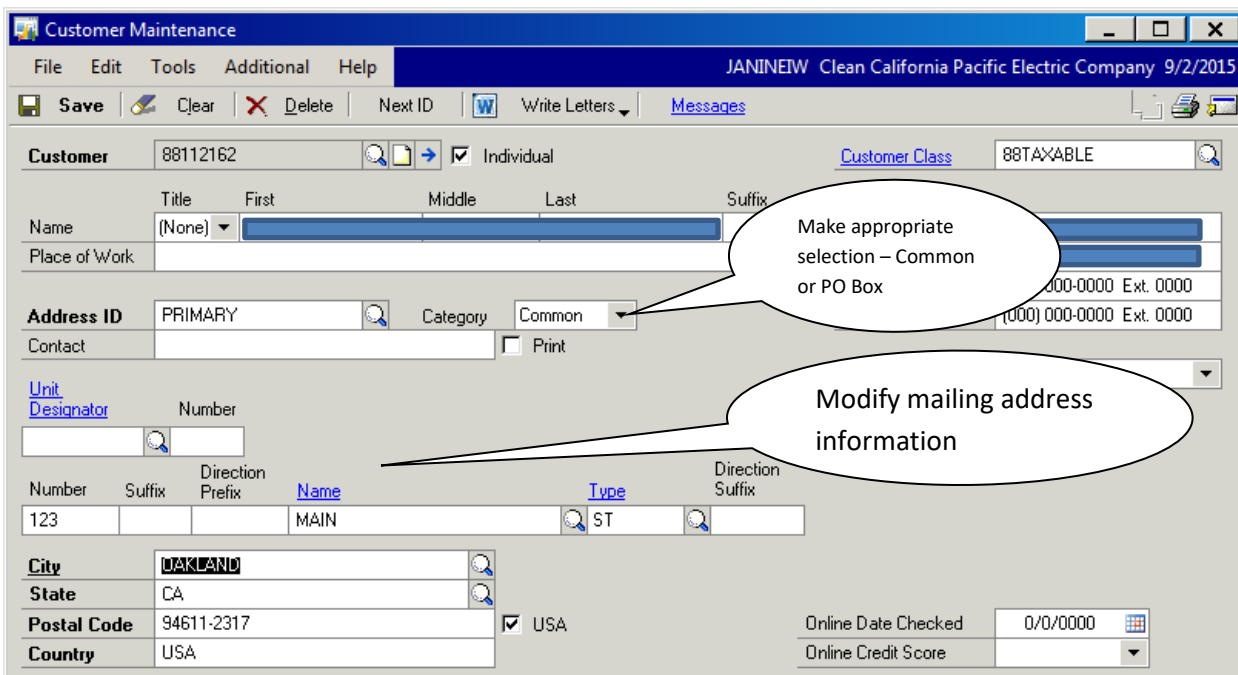 Customer Maintenance
File Edit Tools Additional Help JANINEIW Clean California Pacific Electric Company 9/2/2015
Save Clear Delete Next ID Write Letters Messages
Customer 88112162 Individual Customer Class 88TAXABLE
Title First Middle Last Suffix
Name (None)
Place of Work
Make appropriate
selection – Common
or PO Box
000-0000 Ext. 0000
Address ID PRIMARY Category Common (000) 000-0000 Ext. 0000
Contact Print
Unit
Designator Number
Modify mailing address
information
Number Suffix Direction Prefix Name Type Direction Suffix
123 MAIN ST
City OAKLAND
State CA
Postal Code 94611-2317 USA Online Date Checked 0/0/0000
Country USA Online Credit Score